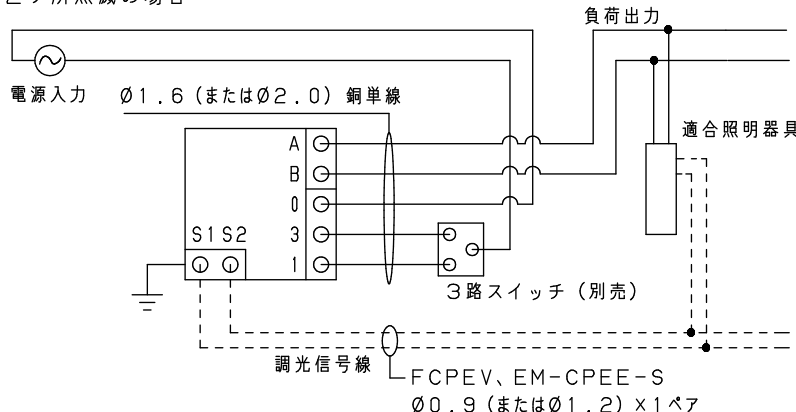 2ヶ所点滅の場合
負荷出力
電源入力
Ø1.6 (またはØ2.0) 銅単線
適合照明器具
A
B
0
3
1
S1 S2
3路スイッチ (別売)
調光信号線
FCPEV、EM-CPEE-S
Ø0.9 (またはØ1.2) ×1ペア